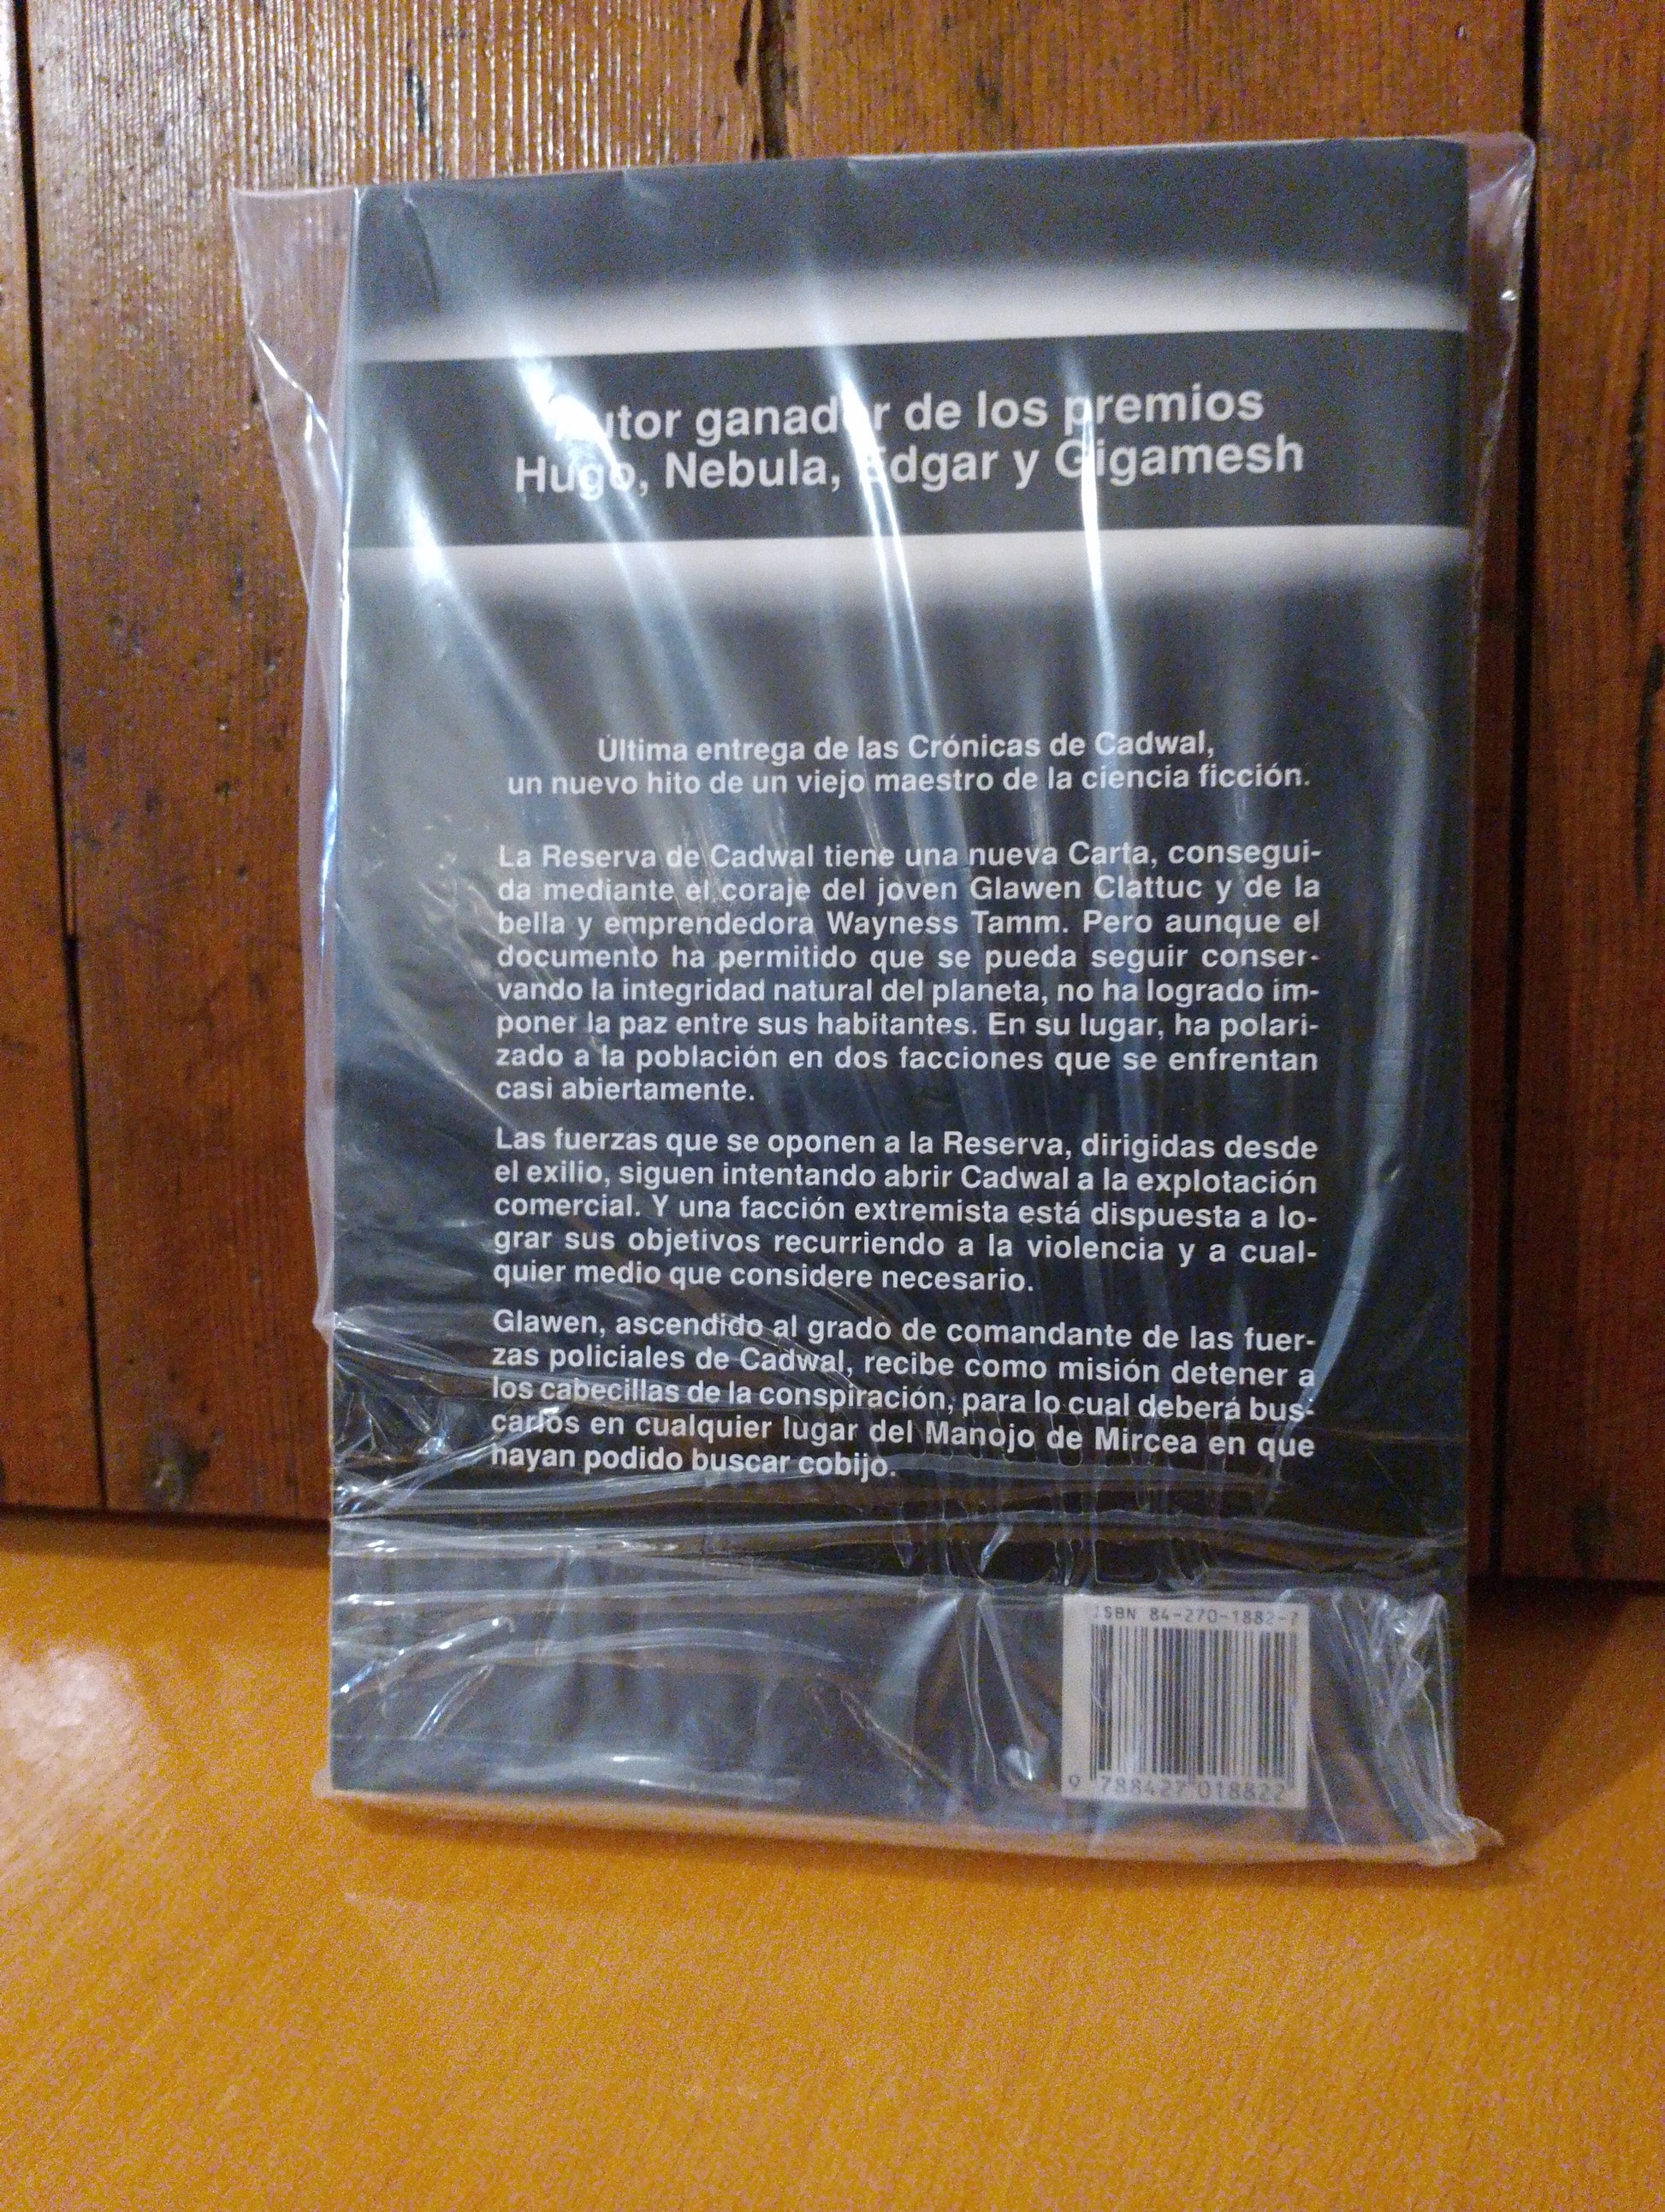 Autor ganador de los premios
Hugo, Nebula, Edgar y Gigamesh
Última entrega de las Crónicas de Cadwal,
un nuevo hito de un viejo maestro de la ciencia ficción.
La Reserva de Cadwal tiene una nueva Carta, consegui-
da mediante el coraje del joven Glawen Clattuc y de la
bella y emprendedora Wayness Tamm. Pero aunque el
documento ha permitido que se pueda seguir conser-
vando la integridad natural del planeta, no ha logrado im-
poner la paz entre sus habitantes. En su lugar, ha polari-
zado a la población en dos facciones que se enfrentan
casi abiertamente.
Las fuerzas que se oponen a la Reserva, dirigidas desde
el exilio, siguen intentando abrir Cadwal a la explotación
comercial. Y una facción extremista está dispuesta a lo-
grar sus objetivos recurriendo a la violencia y a cual-
quier medio que considere necesario.
Glawen, ascendido al grado de comandante de las fuer-
zas policiales de Cadwal, recibe como misión detener a
los cabecillas de la conspiración, para lo cual deberá bus-
carlos en cualquier lugar del Manojo de Mircea en que
hayan podido buscar cobijo.
ISBN 84-270-1882-7
9 788427 018822